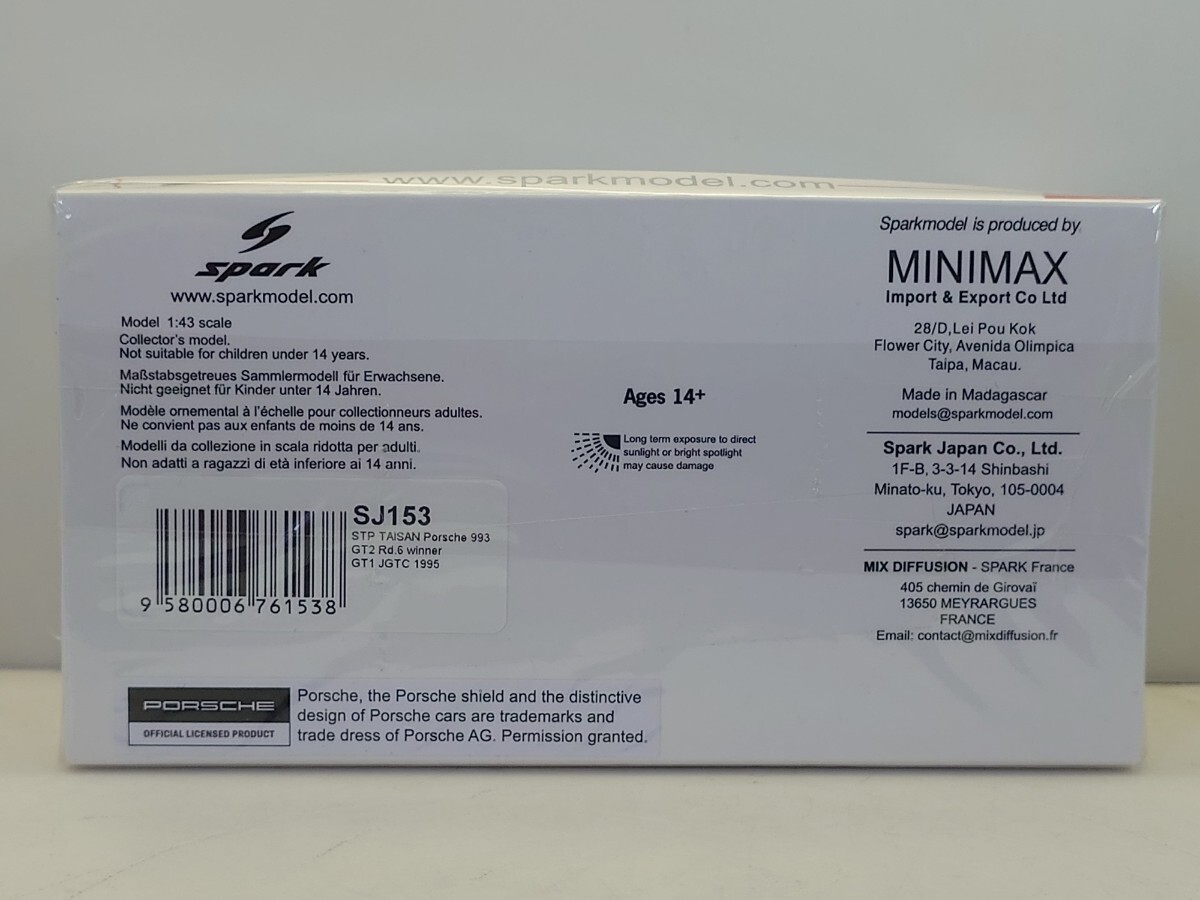 www.sparkmodel.com
spark
www.sparkmodel.com
Model 1:43 scale
Collector's model.
Not suitable for children under 14 years.
Maßstabsgetreues Sammlermodell für Erwachsene.
Nicht geeignet für Kinder unter 14 Jahren.
Modèle ornemental à l'échelle pour collectionneurs adultes.
Ne convient pas aux enfants de moins de 14 ans.
Modelli da collezione in scala ridotta per adulti.
Non adatti a ragazzi di età inferiore ai 14 anni.
SJ153
STP TAISAN Porsche 993
GT2 Rd.6 winner
GT1 JGTC 1995
9 580006 761538
PORSCHE
OFFICIAL LICENSED PRODUCT
Porsche, the Porsche shield and the distinctive
design of Porsche cars are trademarks and
trade dress of Porsche AG. Permission granted.
Ages 14+
Long term exposure to direct
sunlight or bright spotlight
may cause damage
Sparkmodel is produced by
MINIMAX
Import & Export Co Ltd
28/D,Lei Pou Kok
Flower City, Avenida Olimpica
Taipa, Macau.
Made in Madagascar
models@sparkmodel.com
Spark Japan Co., Ltd.
1F-B, 3-3-14 Shinbashi
Minato-ku, Tokyo, 105-0004
JAPAN
spark@sparkmodel.jp
MIX DIFFUSION - SPARK France
405 chemin de Girovaï
13650 MEYRARGUES
FRANCE
Email: contact@mixdiffusion.fr